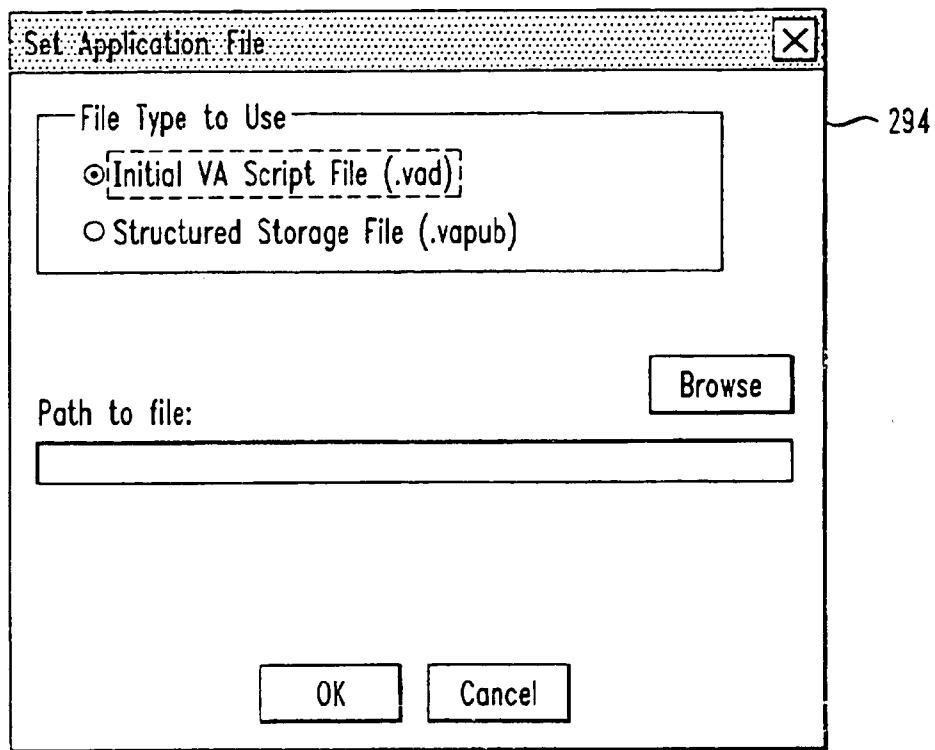 Set Application File
File Type to Use
294
Initial VA Script File (.vad)
Structured Storage File (.vapub)
Browse
Path to file:
OK
Cancel